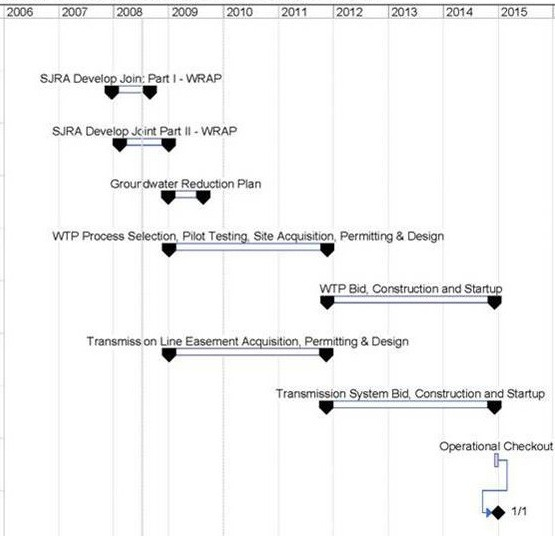 2006 2007 2008 2009 2010 2011 2012 2013 2014 2015
SJRA Develop Joint Part I - WRAP
SJRA Develop Joint Part II - WRAP
Groundwater Reduction Plan
WTP Process Selection, Pilot Testing, Site Acquisition, Permitting & Design
WTP Bid, Construction and Startup
Transmission Line Easement Acquisition, Permitting & Design
Transmission System Bid, Construction and Startup
Operational Checkout
1/1